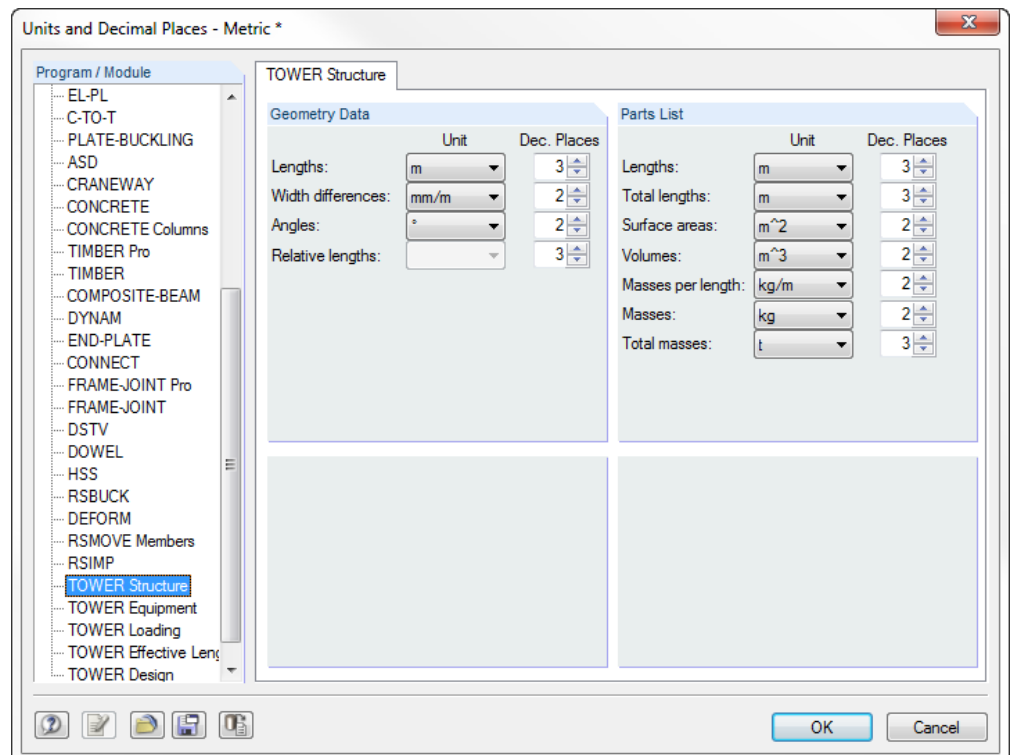 Units and Decimal Places - Metric *
Program / Module
EL-PL
C-TO-T
PLATE-BUCKLING
ASD
CRANEWAY
CONCRETE
CONCRETE Columns
TIMBER Pro
TIMBER
COMPOSITE-BEAM
DYNAM
END-PLATE
CONNECT
FRAME-JOINT Pro
FRAME-JOINT
DSTV
DOWEL
HSS
RSBUCK
DEFORM
RSMOVE Members
RSIMP
TOWER Structure
TOWER Equipment
TOWER Loading
TOWER Effective Leng
TOWER Design
TOWER Structure
Geometry Data
Unit Dec. Places
Lengths: m 3
Width differences: mm/m 2
Angles: ° 2
Relative lengths: 3
Parts List
Unit Dec. Places
Lengths: m 3
Total lengths: m 3
Surface areas: m^2 2
Volumes: m^3 2
Masses per length: kg/m 2
Masses: kg 2
Total masses: t 3
OK Cancel